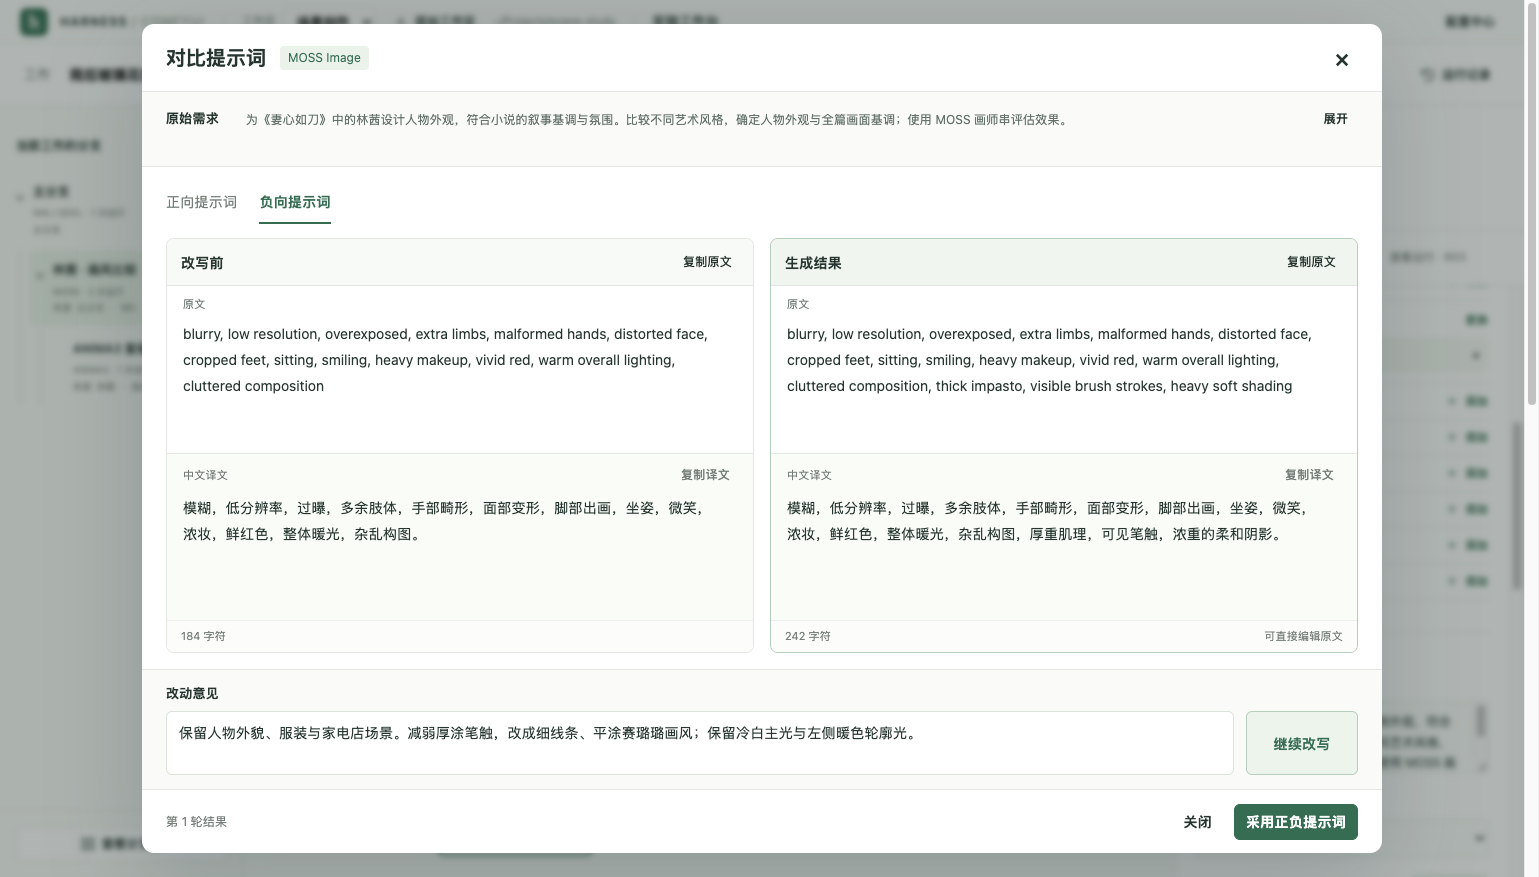 对比提示词
MOSS Image
原始需求
为《妻心如刀》中的林茜设计人物外观，符合小说的叙事基调与氛围。比较不同艺术风格，确定人物外观与全篇画面基调；使用 MOSS 画师串评估效果。
展开
正向提示词
负向提示词
改写前
复制原文
原文
blurry, low resolution, overexposed, extra limbs, malformed hands, distorted face,
cropped feet, sitting, smiling, heavy makeup, vivid red, warm overall lighting,
cluttered composition
中文译文
复制译文
模糊，低分辨率，过曝，多余肢体，手部畸形，面部变形，脚部出画，坐姿，微笑，
浓妆，鲜红色，整体暖光，杂乱构图。
184 字符
生成结果
复制原文
原文
blurry, low resolution, overexposed, extra limbs, malformed hands, distorted face,
cropped feet, sitting, smiling, heavy makeup, vivid red, warm overall lighting,
cluttered composition, thick impasto, visible brush strokes, heavy soft shading
中文译文
复制译文
模糊，低分辨率，过曝，多余肢体，手部畸形，面部变形，脚部出画，坐姿，微笑，
浓妆，鲜红色，整体暖光，杂乱构图，厚重肌理，可见笔触，浓重的柔和阴影。
242 字符
可直接编辑原文
改动意见
保留人物外貌、服装与家电店场景。减弱厚涂笔触，改成细线条、平涂赛璐璐画风；保留冷白主光与左侧暖色轮廓光。
继续改写
第 1 轮结果
关闭
采用正负提示词